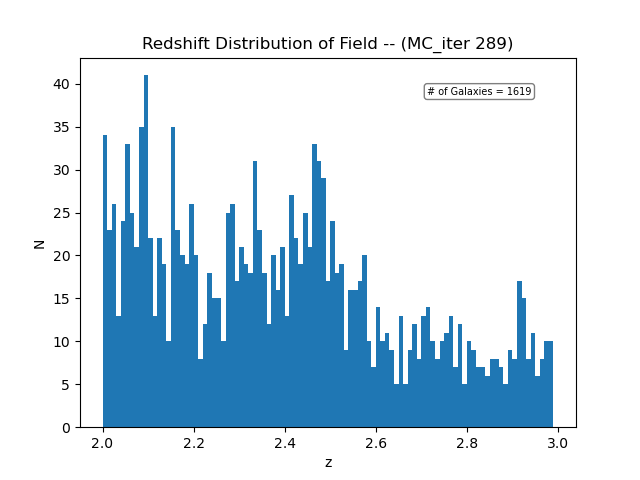 Redshift Distribution of Field -- (MC_iter 289)
# of Galaxies = 1619
40
35
30
25
20
15
10
5
0
N
2.0 2.2 2.4 2.6 2.8 3.0
z